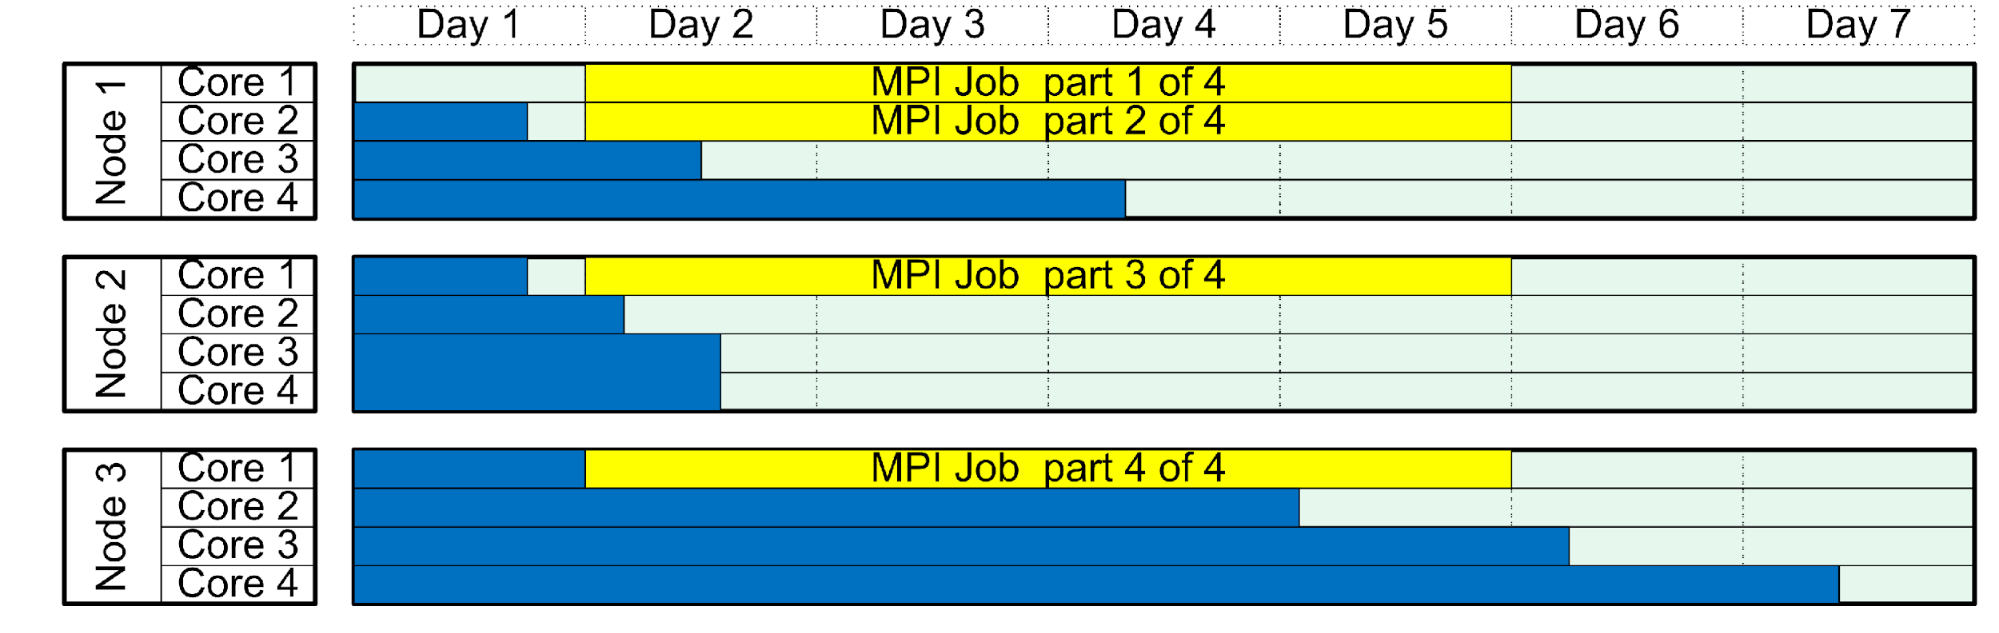 Day 1 Day 2 Day 3 Day 4 Day 5 Day 6 Day 7
Node 1
Core 1 MPI Job part 1 of 4
Core 2 MPI Job part 2 of 4
Core 3
Core 4
Node 2
Core 1 MPI Job part 3 of 4
Core 2
Core 3
Core 4
Node 3
Core 1 MPI Job part 4 of 4
Core 2
Core 3
Core 4